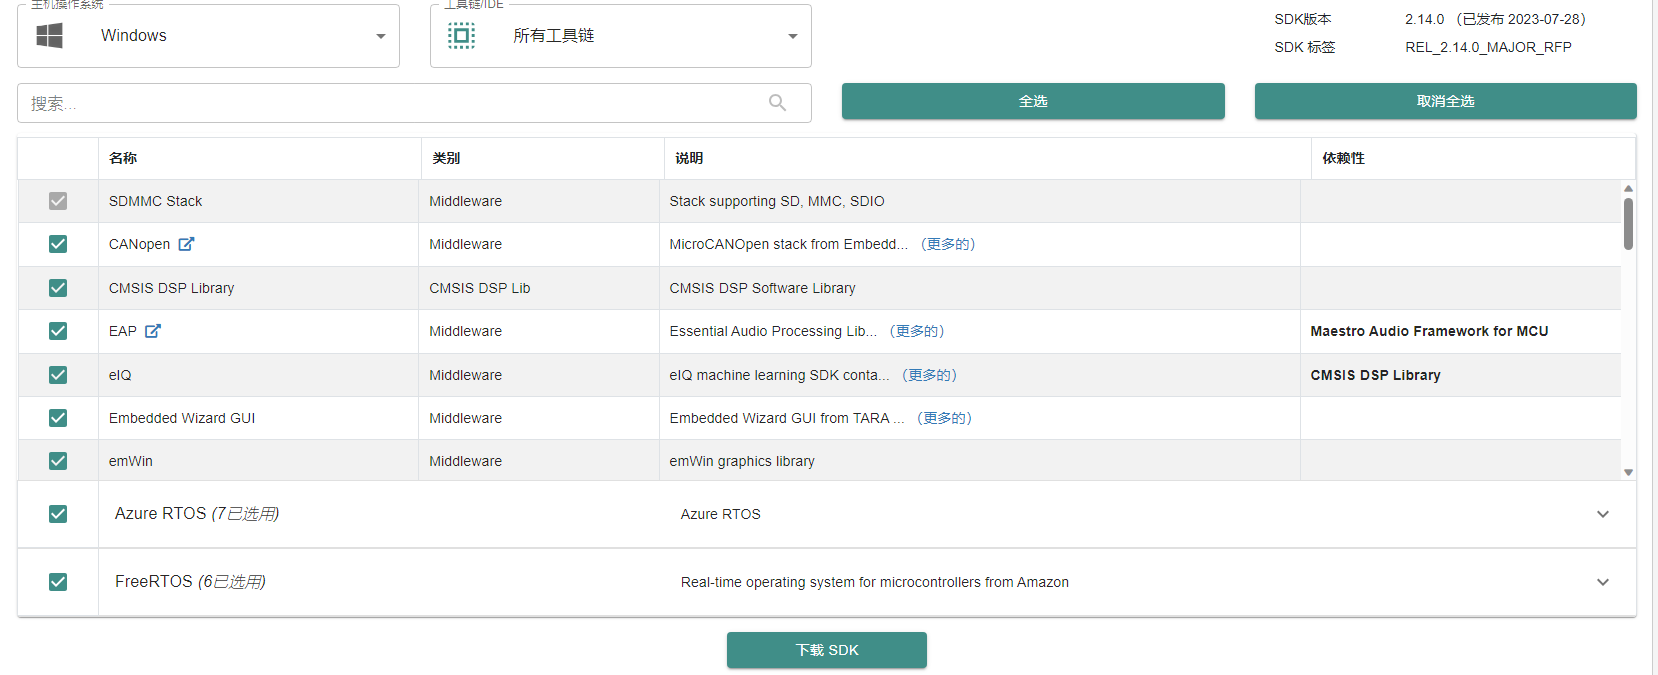 主机操作系统
工具链/IDE
Windows
所有工具链
SDK版本
2.14.0 （已发布 2023-07-28）
SDK 标签
REL_2.14.0_MAJOR_RFP
搜索...
全选
取消全选
名称 类别 说明 依赖性
SDMMC Stack Middleware Stack supporting SD, MMC, SDIO
CANopen Middleware MicroCANOpen stack from Embedd... （更多的）
CMSIS DSP Library CMSIS DSP Lib CMSIS DSP Software Library
EAP Middleware Essential Audio Processing Lib... （更多的） Maestro Audio Framework for MCU
eIQ Middleware eIQ machine learning SDK conta... （更多的） CMSIS DSP Library
Embedded Wizard GUI Middleware Embedded Wizard GUI from TARA ... （更多的）
emWin Middleware emWin graphics library
Azure RTOS (7已选用) Azure RTOS
FreeRTOS (6已选用) Real-time operating system for microcontrollers from Amazon
下载 SDK